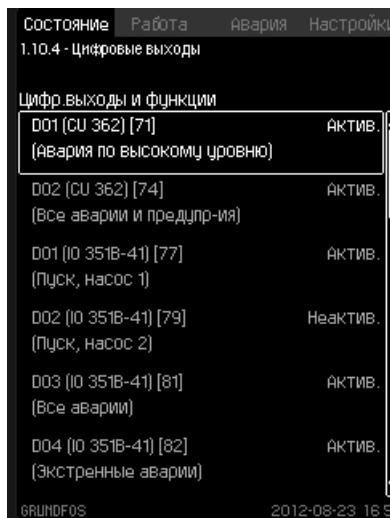 Состояние Работа Авария Настройки
1.10.4 - Цифровые выходы
Цифр.выходы и функции
DO1 (CU 362) [71] Актив.
(Авария по высокому уровню)
DO2 (CU 362) [74] Актив.
(Все аварии и предупр-ия)
DO1 (IO 351B-41) [77] Актив.
(Пуск, насос 1)
DO2 (IO 351B-41) [79] Неактив.
(Пуск, насос 2)
DO3 (IO 351B-41) [81] Актив.
(Все аварии)
DO4 (IO 351B-41) [82] Актив.
(Экстренные аварии)
GRUNDFOS 2012-08-23 16